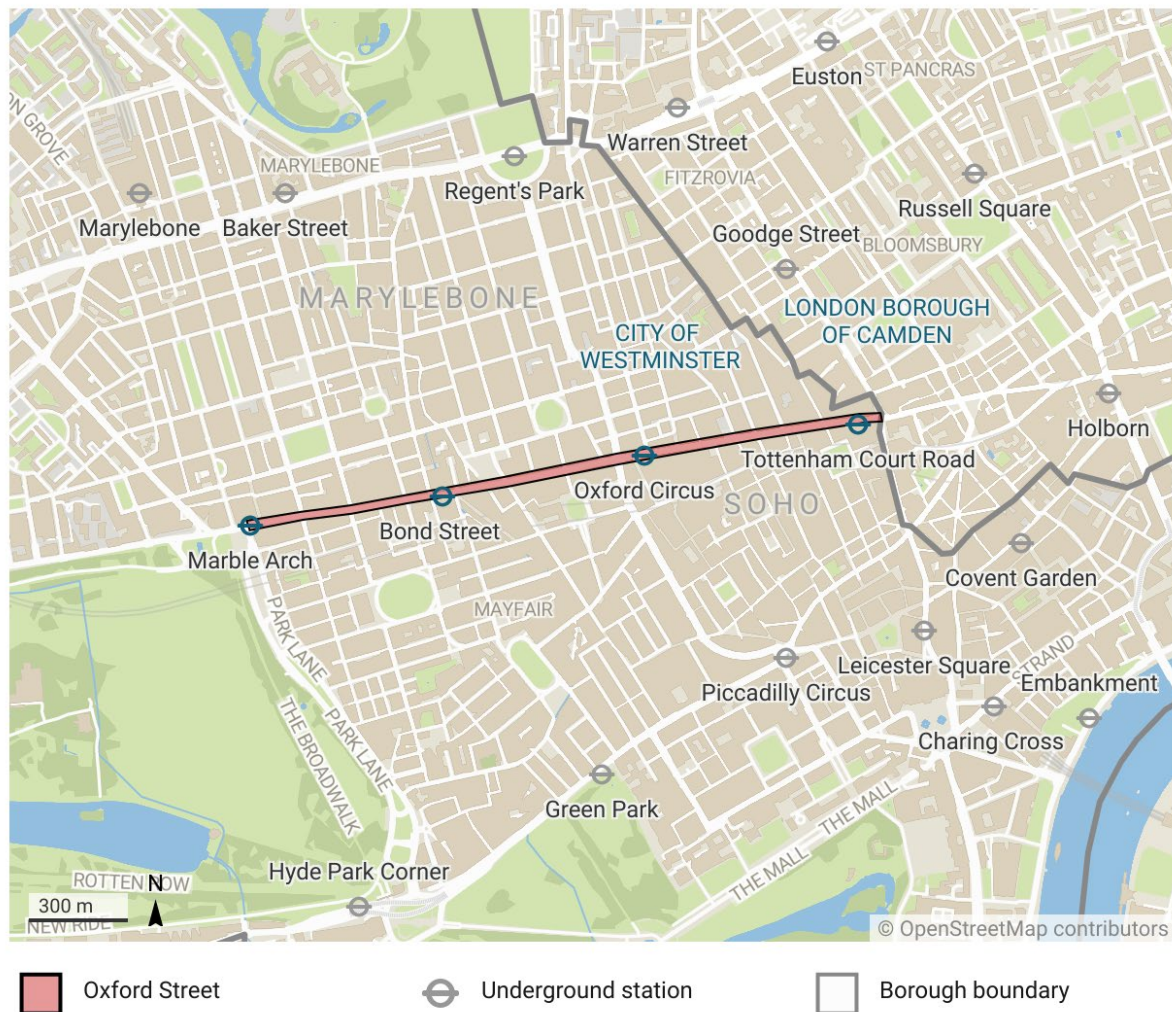 Euston
ST PANCRAS
ON GROVE
Warren Street
MARYLEBONE
FITZROVIA
Regent's Park
Marylebone
Baker Street
Russell Square
Goodge Street
BLOOMSBURY
MARYLEBONE
LONDON BOROUGH
OF CAMDEN
CITY OF
WESTMINSTER
Holborn
Tottenham Court Road
Oxford Circus
SOHO
Bond Street
Marble Arch
Covent Garden
MAYFAIR
PARK LANE
Leicester Square
STRAND
Embankment
Piccadilly Circus
THE BROADWALK
PARK LANE
Charing Cross
Green Park
THE MALL
THE MALL
Hyde Park Corner
ROTTEN ROW
N
300 m
NEW RIDE
© OpenStreetMap contributors
Oxford Street
Underground station
Borough boundary